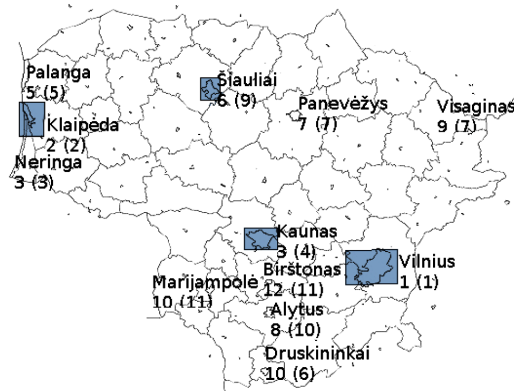 Palanga
5 (5)
Šiauliai
6 (9)
Panevėžys
7 (7)
Visaginas
9 (7)
Klaipėda
2 (2)
Neringa
3 (3)
Kaunas
3 (4)
Vilnius
1 (1)
Birštonas
12 (11)
Marijampolė
10 (11)
Alytus
8 (10)
Druskininkai
10 (6)